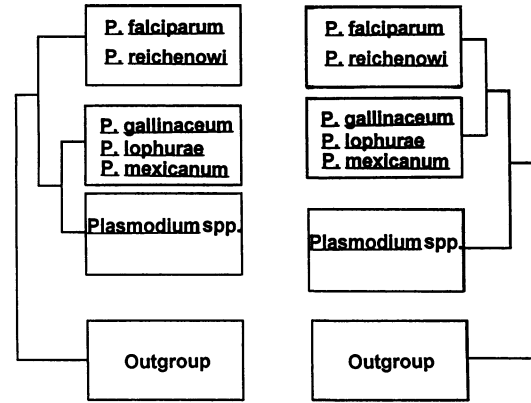 P. falciparum
P. reichenowi
P. gallinaceum
P. lophurae
P. mexicanum
Plasmodium spp.
Outgroup
P. falciparum
P. reichenowi
P. gallinaceum
P. lophurae
P. mexicanum
Plasmodium spp.
Outgroup